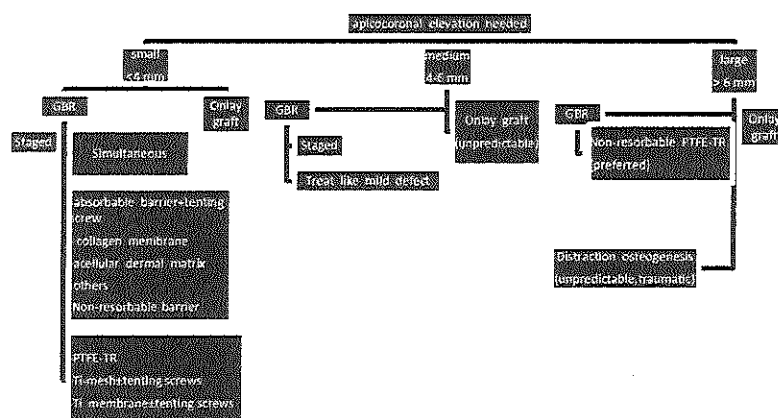 apicocoronal elevation needed
small
≤4 mm
medium
4-6 mm
large
> 6 mm
GBR
Onlay
graft
GBR
Onlay graft
(unpredictable)
GBR
Onlay
graft
Staged
Simultaneous
Staged
Treat like mild defect
Non-resorbable PTFE-TR
(preferred)
absorbable barrier+tenting
screw
collagen membrane
acellular dermal matrix
others
Non-resorbable barrier
Distraction osteogenesis
(unpredictable, traumatic)
PTFE-TR
Ti-mesh±tenting screws
Ti membrane±tenting screws